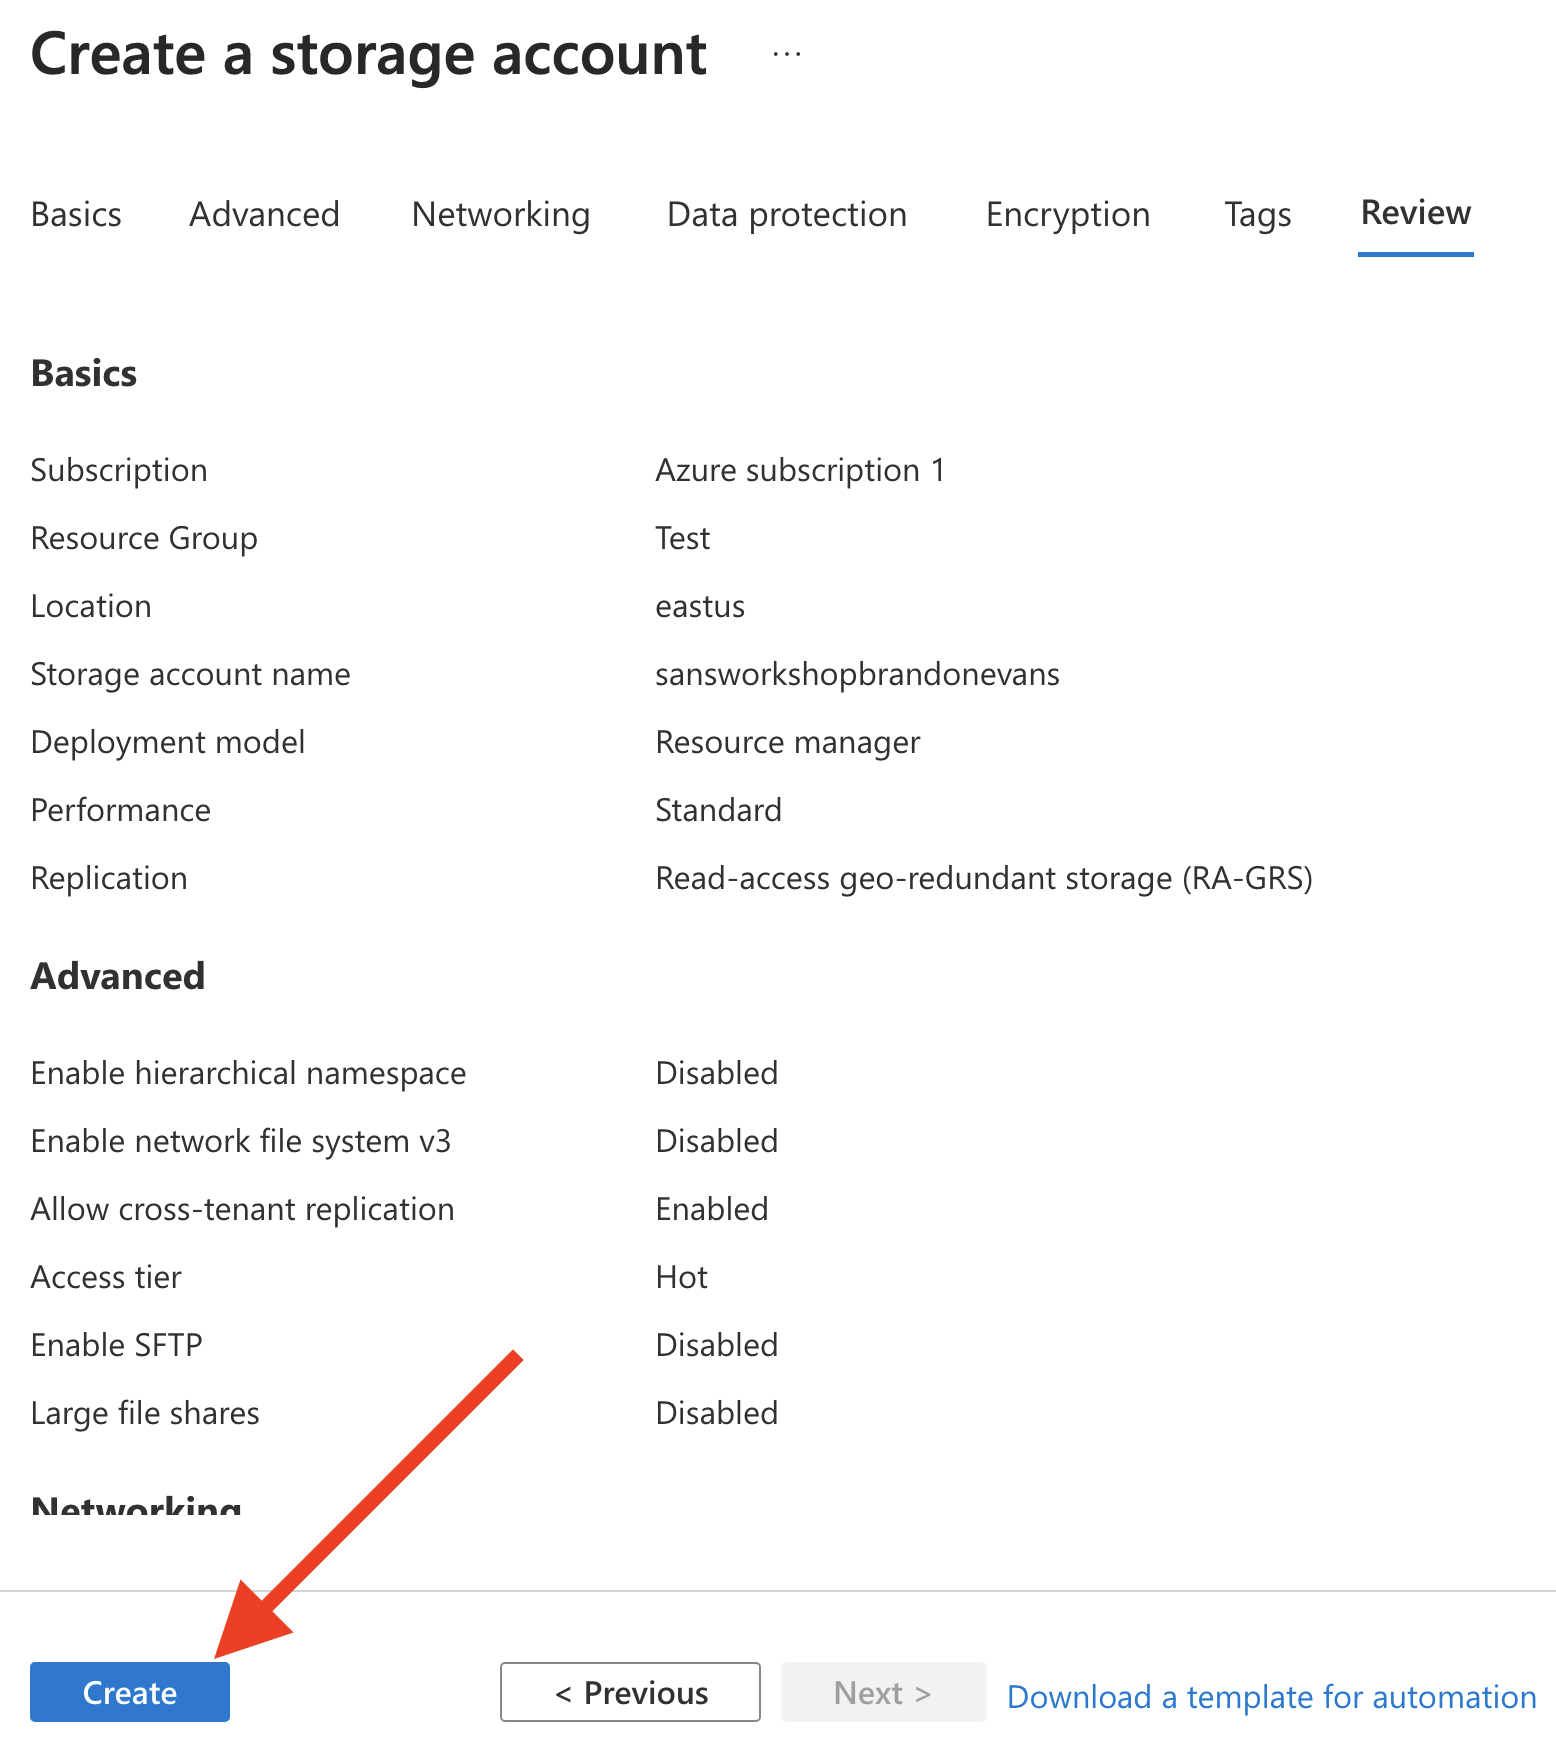 Create a storage account ...
Basics Advanced Networking Data protection Encryption Tags Review
Basics
Subscription Azure subscription 1
Resource Group Test
Location eastus
Storage account name sansworkshopbrandonevans
Deployment model Resource manager
Performance Standard
Replication Read-access geo-redundant storage (RA-GRS)
Advanced
Enable hierarchical namespace Disabled
Enable network file system v3 Disabled
Allow cross-tenant replication Enabled
Access tier Hot
Enable SFTP Disabled
Large file shares Disabled
Networking
Create < Previous Next > Download a template for automation